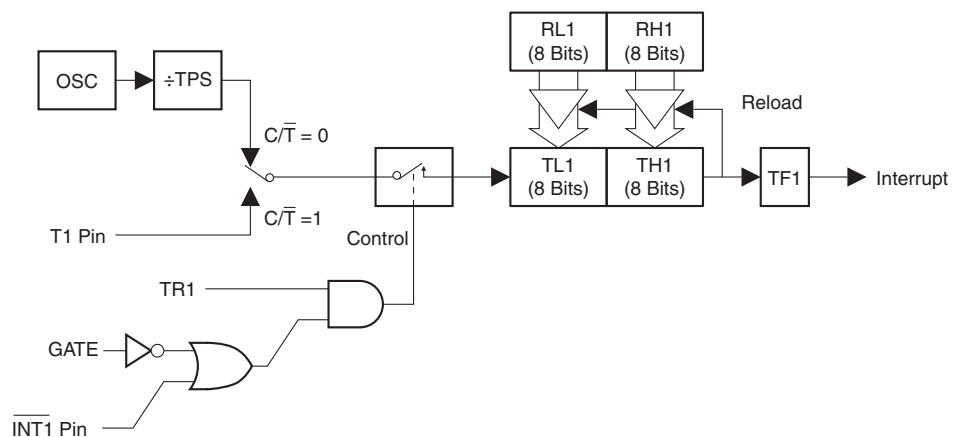 RL1
(8 Bits)
RH1
(8 Bits)
OSC
÷TPS
Reload
C/T̅ = 0
TL1
(8 Bits)
TH1
(8 Bits)
TF1
Interrupt
C/T̅ =1
T1 Pin
Control
TR1
GATE
I̅N̅T̅1̅ Pin